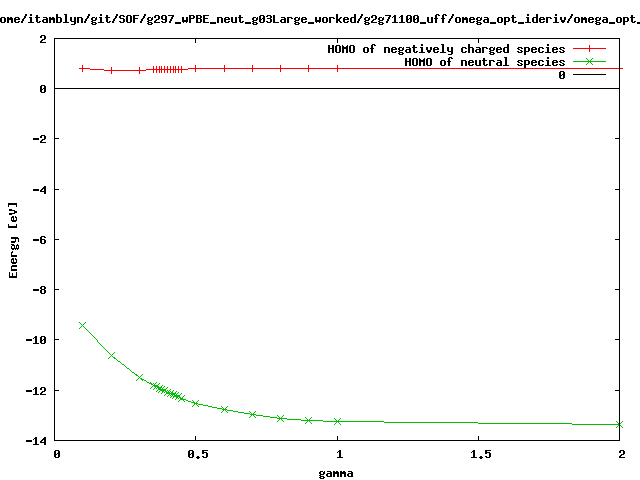 ome/itamblyn/git/SOF/g297_wPBE_neut_g03Large_worked/g2g71100_uff/omega_opt_ideriv/omega_opt_
HOMO of negatively charged species
HOMO of neutral species
0
2
0
-2
-4
-6
-8
-10
-12
-14
Energy [eV]
0 0.5 1 1.5 2
gamma